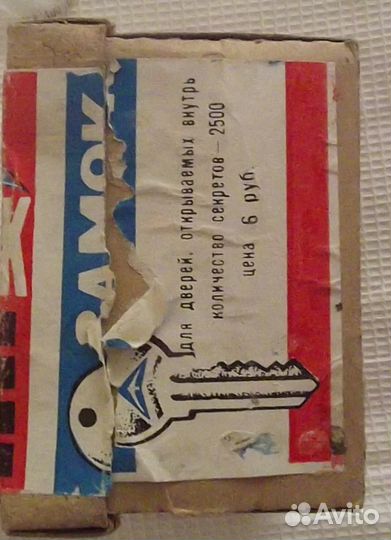 Ж
ЗАМОК
для дверей, открываемых внутрь
количество секретов — 2500
цена 6 руб.
Avito